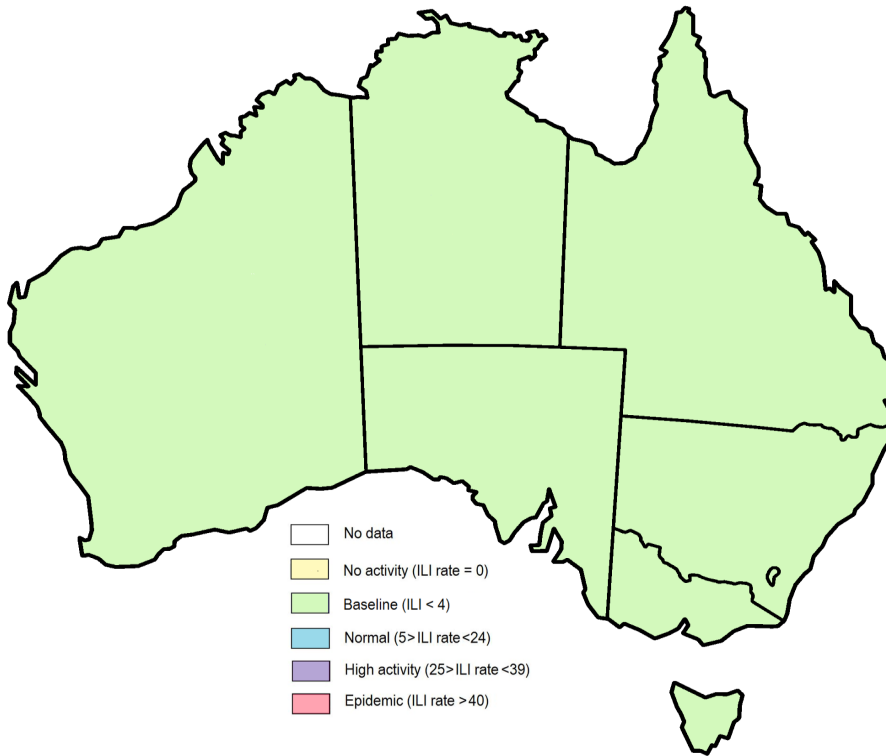 No data
No activity (ILI rate = 0)
Baseline (ILI < 4)
Normal (5>ILI rate<24)
High activity (25>ILI rate<39)
Epidemic (ILI rate >40)